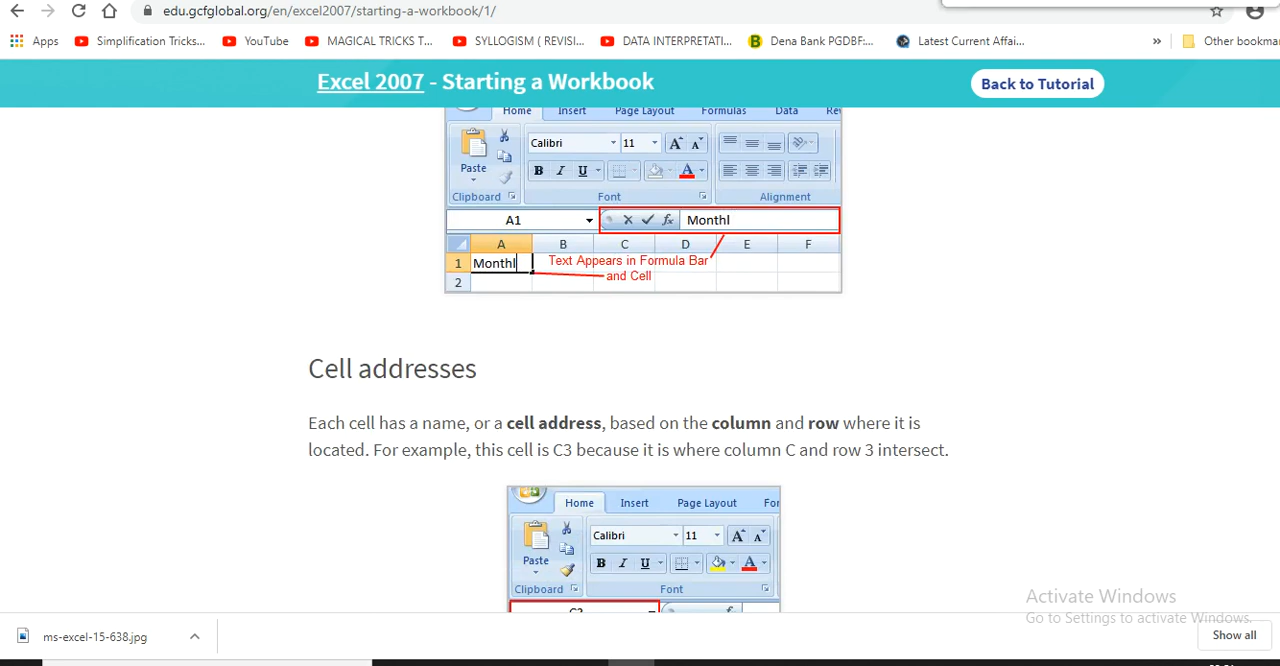 edu.gcfglobal.org/en/excel2007/starting-a-workbook/1/
Apps Simplification Tricks... YouTube MAGICAL TRICKS T... SYLLOGISM ( REVISI... DATA INTERPRETATI... B Dena Bank PGDBF:... Latest Current Affai... » Other bookmar
Excel 2007 - Starting a Workbook Back to Tutorial
Home Insert Page Layout Formulas Data Re
Calibri 11 A A
Paste B I U A
Clipboard Font Alignment
A1 fx Monthl
A B C D E F
1 Monthl Text Appears in Formula Bar
and Cell
2
Cell addresses
Each cell has a name, or a cell address, based on the column and row where it is
located. For example, this cell is C3 because it is where column C and row 3 intersect.
Home Insert Page Layout For
Calibri 11 A A
Paste B I U A
Clipboard Font
C3
Activate Windows
Go to Settings to activate Windows.
ms-excel-15-638.jpg Show all